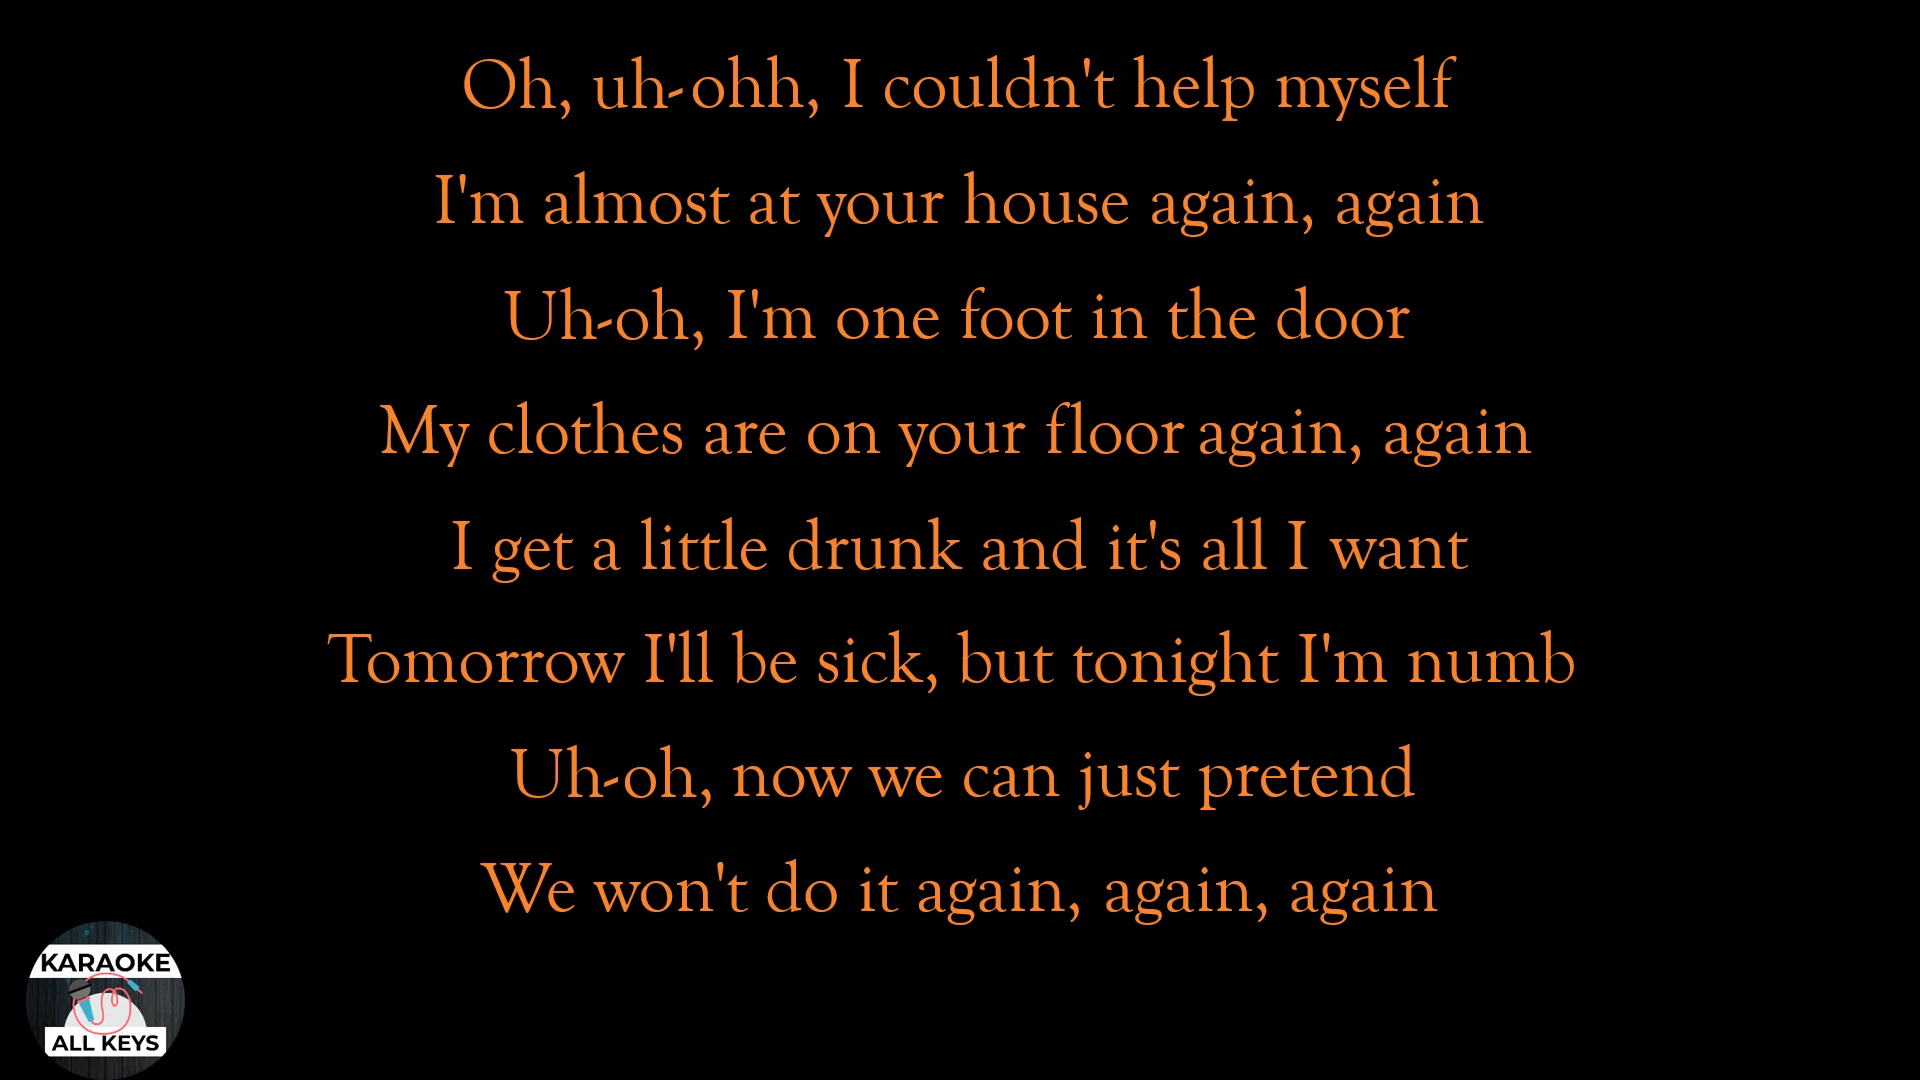 Oh, uh-ohh, I couldn't help myself
I'm almost at your house again, again
Uh-oh, I'm one foot in the door
My clothes are on your floor again, again
I get a little drunk and it's all I want
Tomorrow I'll be sick, but tonight I'm numb
Uh-oh, now we can just pretend
We won't do it again, again, again
KARAOKE
ALL KEYS